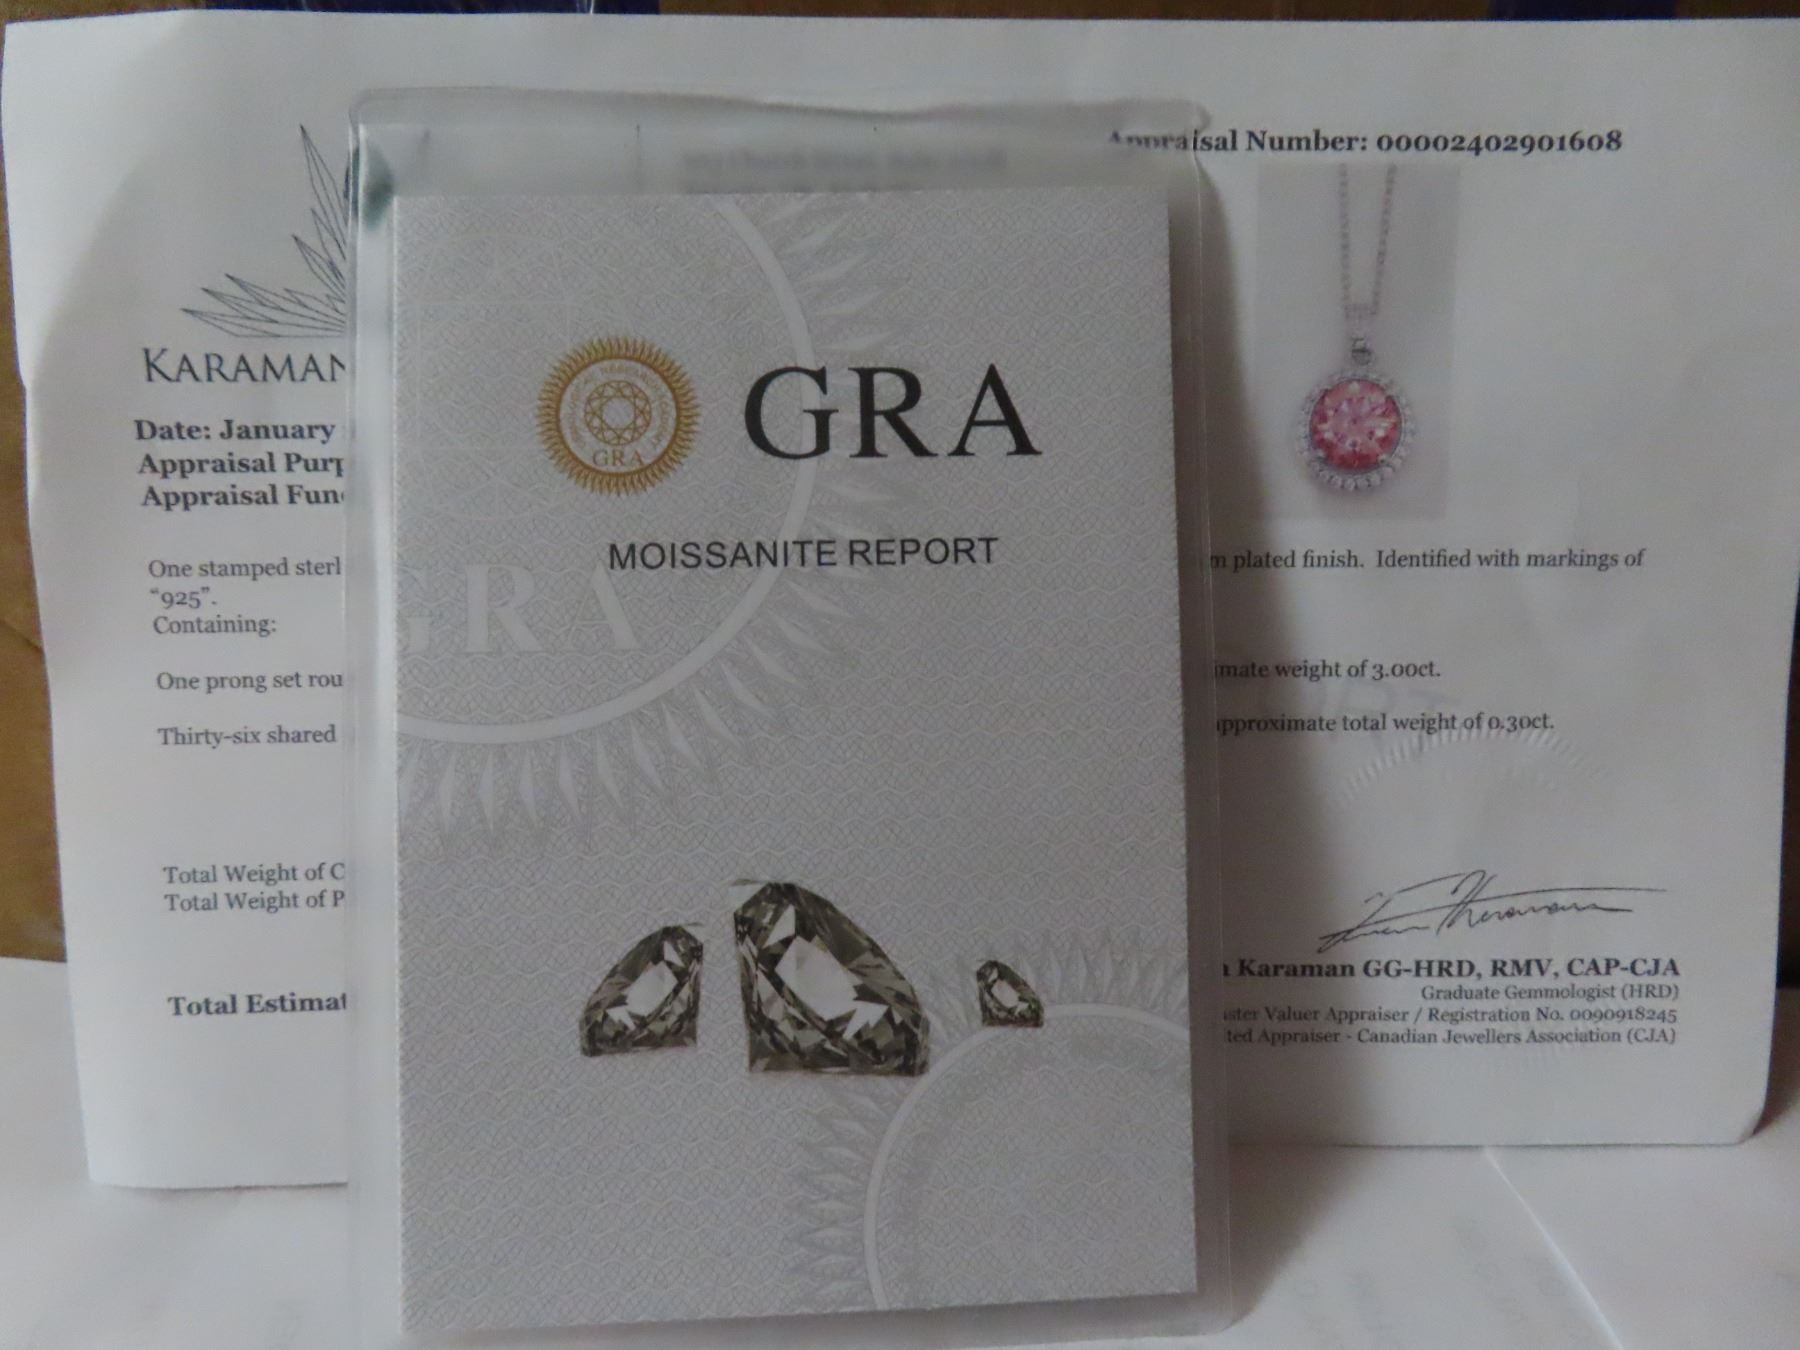 Appraisal Number: 00002402901608
KARAMAN
Date: January
Appraisal Purp
Appraisal Func
One stamped sterl
m plated finish. Identified with markings of
"925".
Containing:
One prong set rou
imate weight of 3.00ct.
Thirty-six shared
approximate total weight of 0.30ct.
Total Weight of C
Total Weight of P
Total Estimat
Karaman GG-HRD, RMV, CAP-CJA
Graduate Gemmologist (HRD)
ster Valuer Appraiser / Registration No. 0090918245
ted Appraiser - Canadian Jewellers Association (CJA)
GRA
GRA
MOISSANITE REPORT
GRA